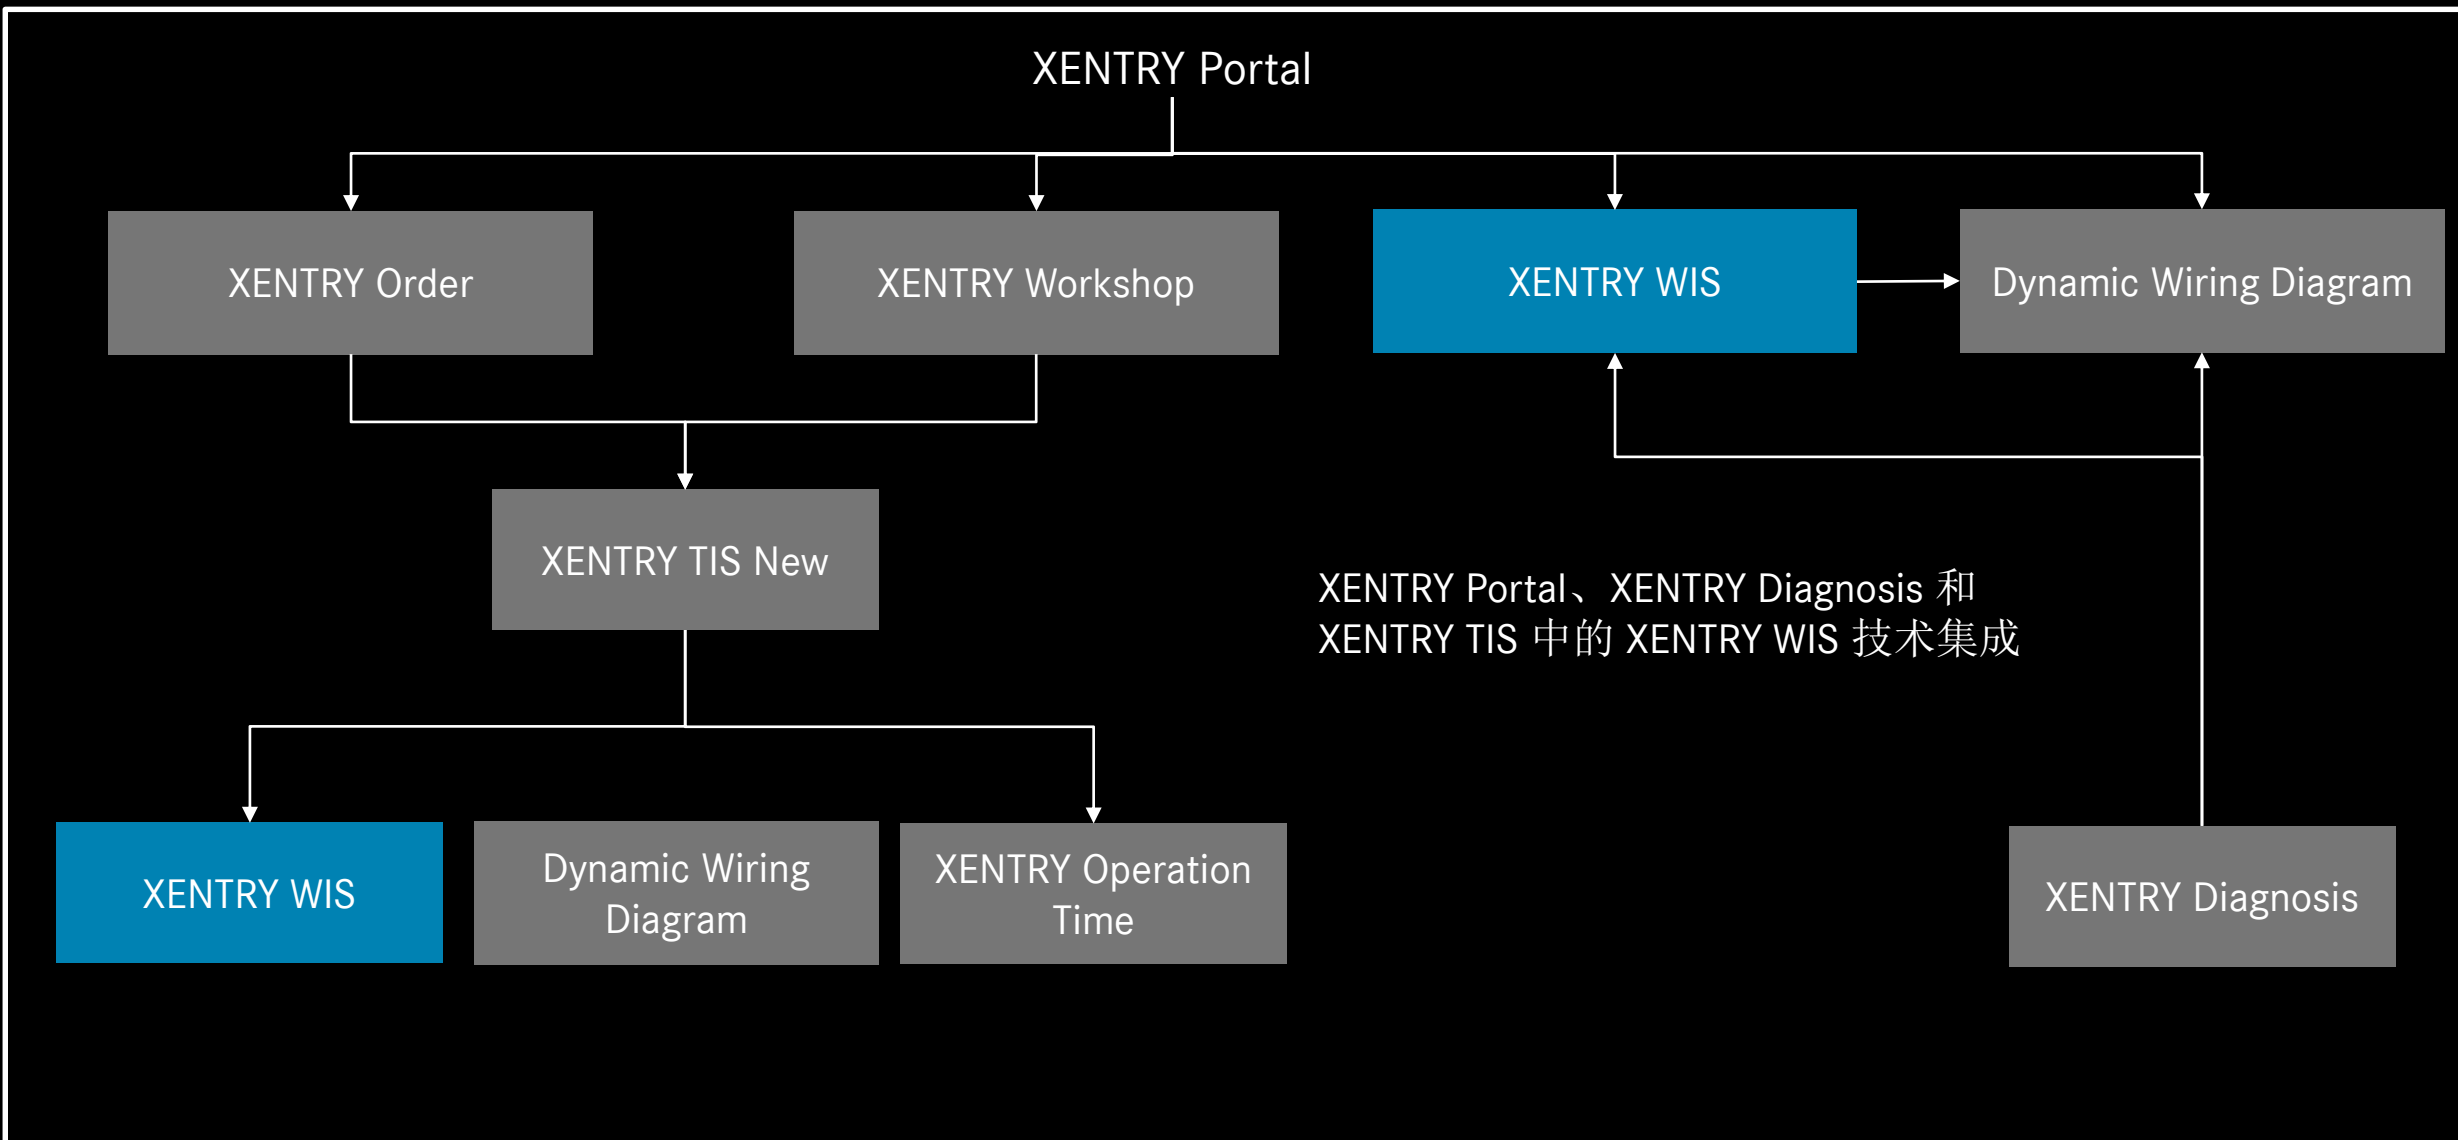 XENTRY Portal
XENTRY Order
XENTRY Workshop
XENTRY WIS
Dynamic Wiring Diagram
XENTRY TIS New
XENTRY Portal、XENTRY Diagnosis 和
XENTRY TIS 中的 XENTRY WIS 技术集成
XENTRY WIS
Dynamic Wiring
Diagram
XENTRY Operation
Time
XENTRY Diagnosis